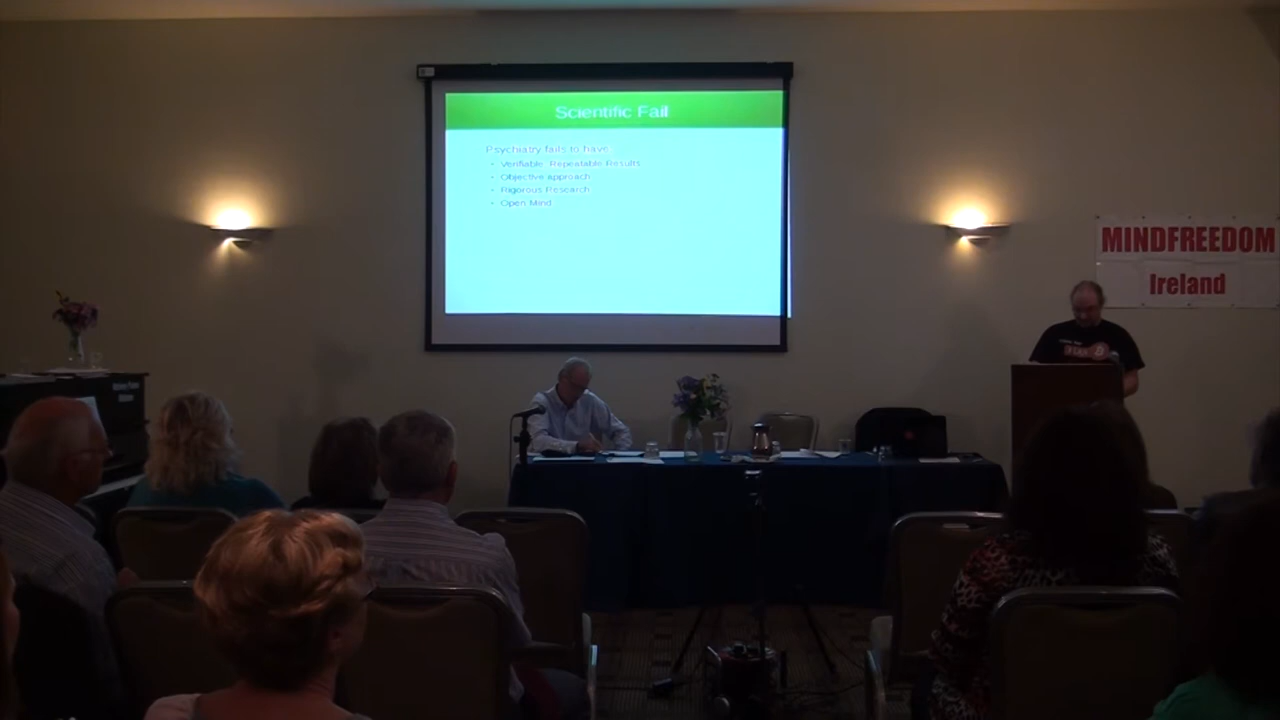 Scientific Fail
Psychiatry fails to have:
• Verifiable, Repeatable Results
• Objective approach
• Rigorous Research
• Open Mind
MINDFREEDOM
Ireland